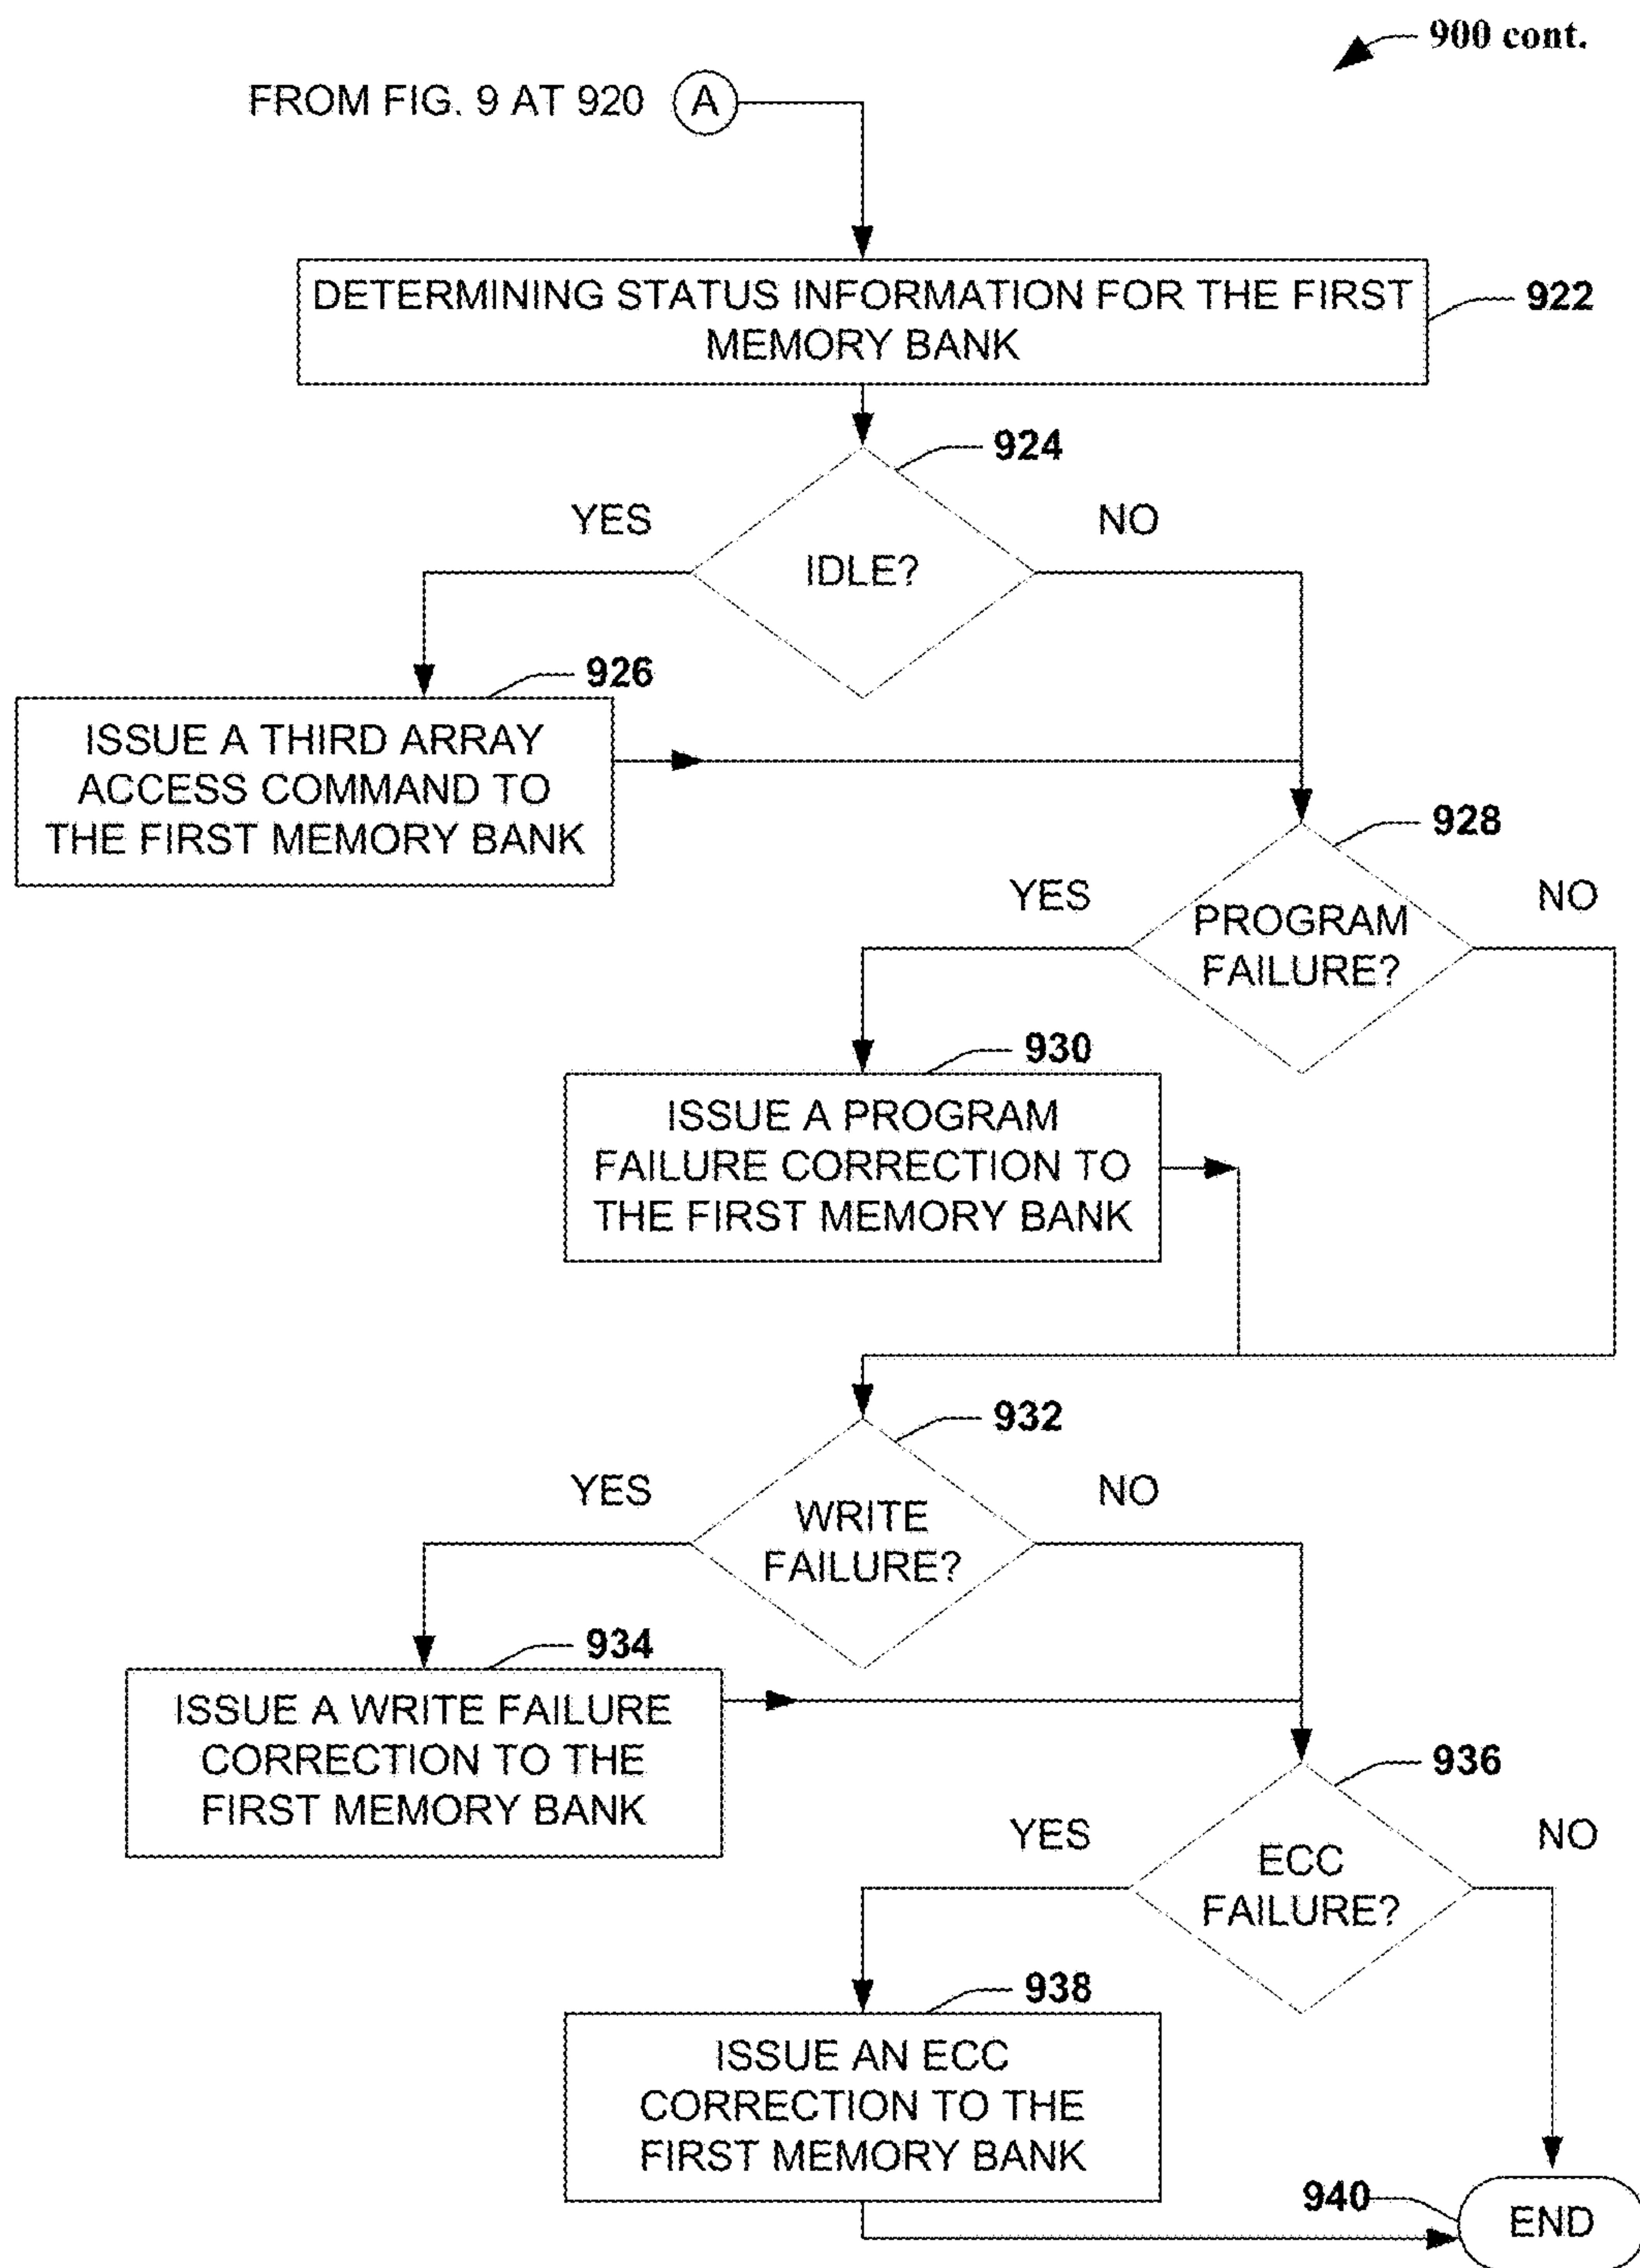 900 cont.
FROM FIG. 9 AT 920 A
DETERMINING STATUS INFORMATION FOR THE FIRST
MEMORY BANK
922
924
YES
NO
IDLE?
926
ISSUE A THIRD ARRAY
ACCESS COMMAND TO
THE FIRST MEMORY BANK
928
YES
NO
PROGRAM
FAILURE?
930
ISSUE A PROGRAM
FAILURE CORRECTION TO
THE FIRST MEMORY BANK
932
YES
NO
WRITE
FAILURE?
934
ISSUE A WRITE FAILURE
CORRECTION TO THE
FIRST MEMORY BANK
936
YES
NO
ECC
FAILURE?
938
ISSUE AN ECC
CORRECTION TO THE
FIRST MEMORY BANK
940
END